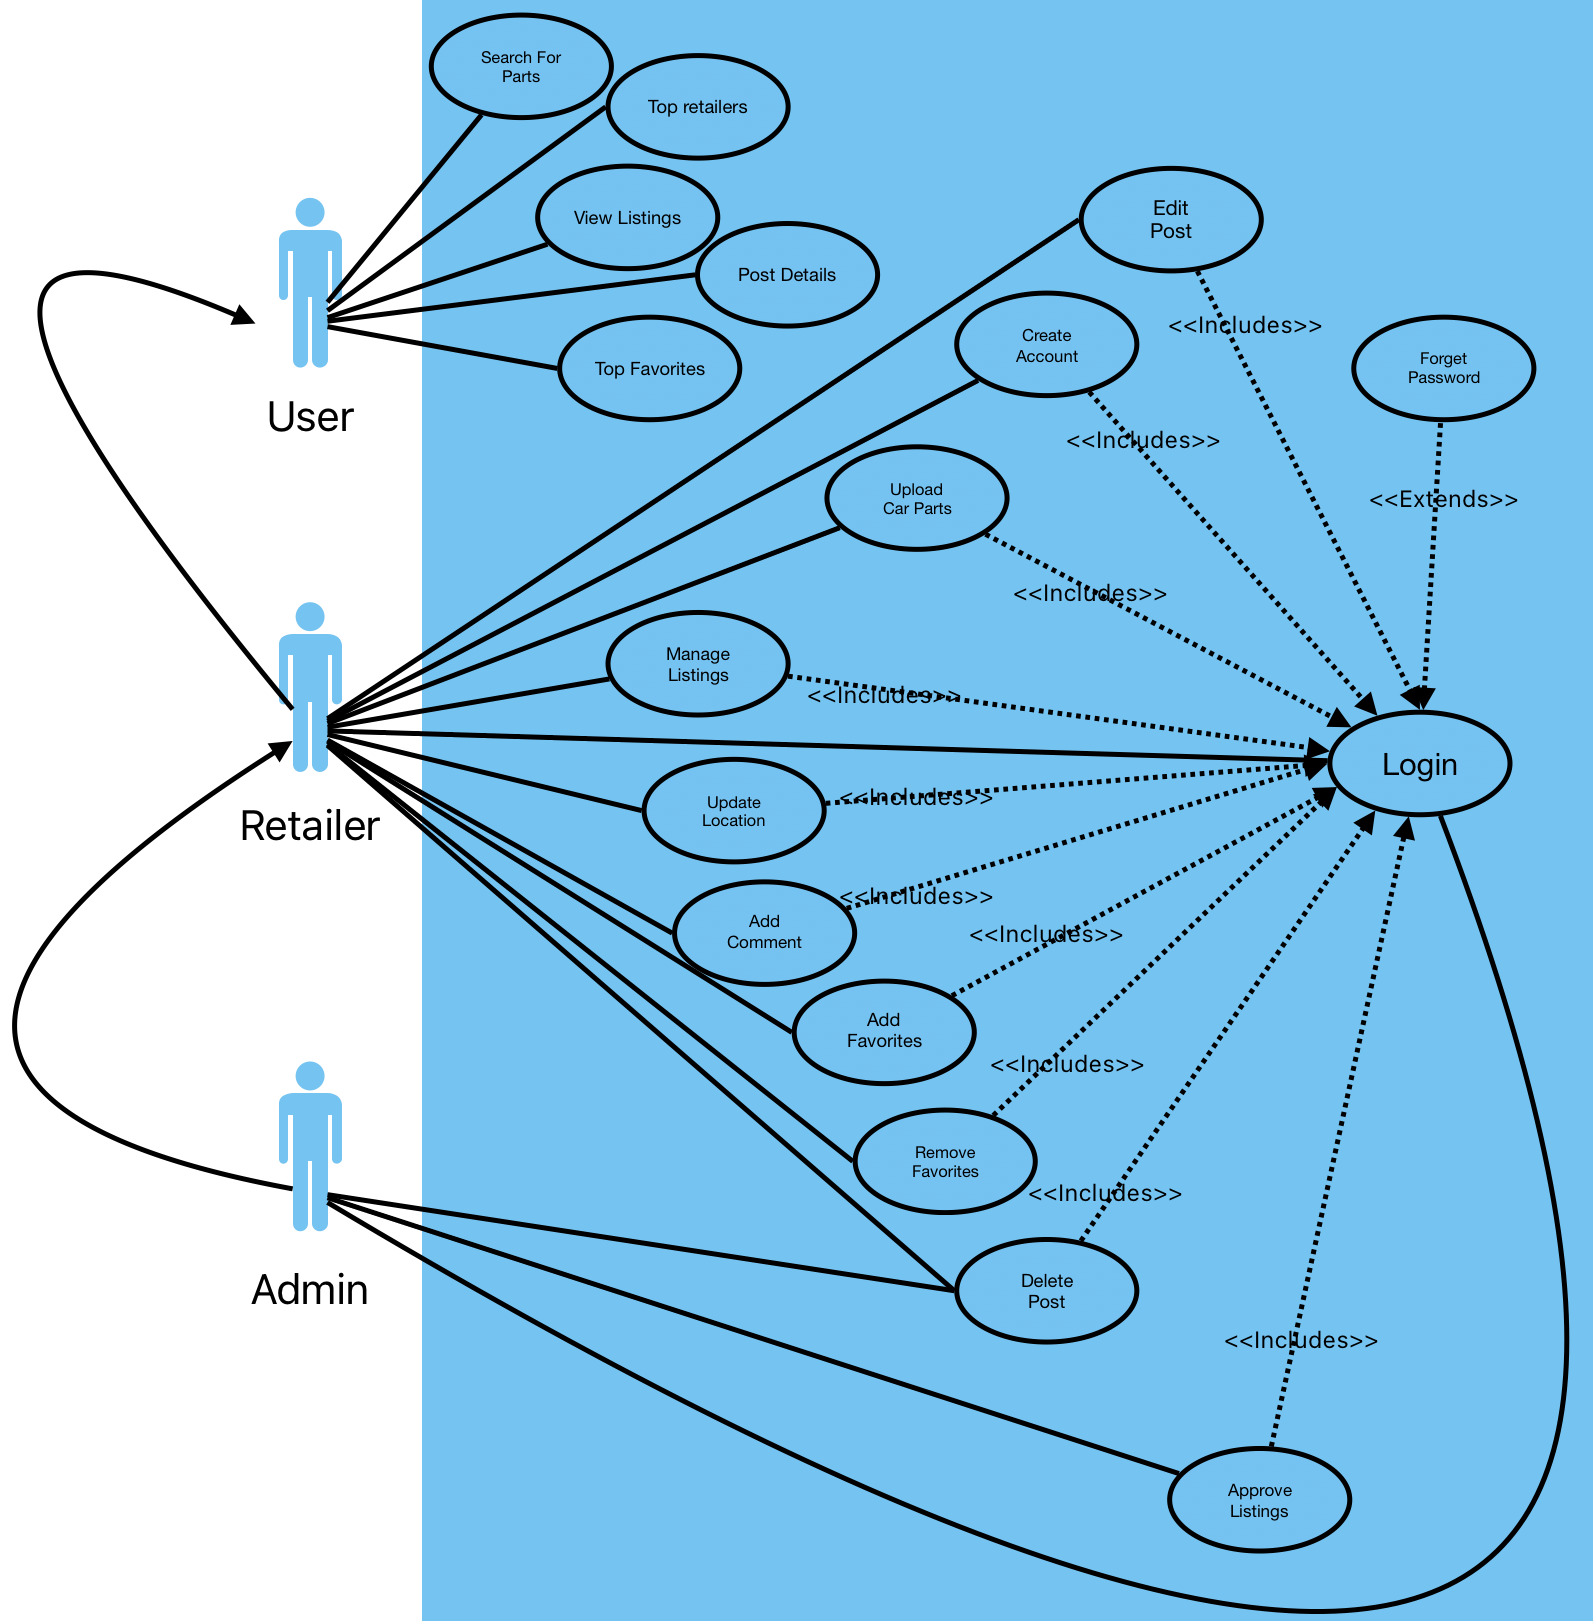 Search For
Parts
Top retailers
View Listings
Post Details
Top Favorites
User
Edit
Post
<<Includes>>
Create
Account
<<Includes>>
Forget
Password
<<Extends>>
Upload
Car Parts
<<Includes>>
Manage
Listings
<<Includes>>
Login
Retailer
Update
Location
<<Includes>>
Add
Comment
<<Includes>>
Add
Favorites
<<Includes>>
Remove
Favorites
<<Includes>>
Delete
Post
<<Includes>>
Admin
Approve
Listings
<<Includes>>